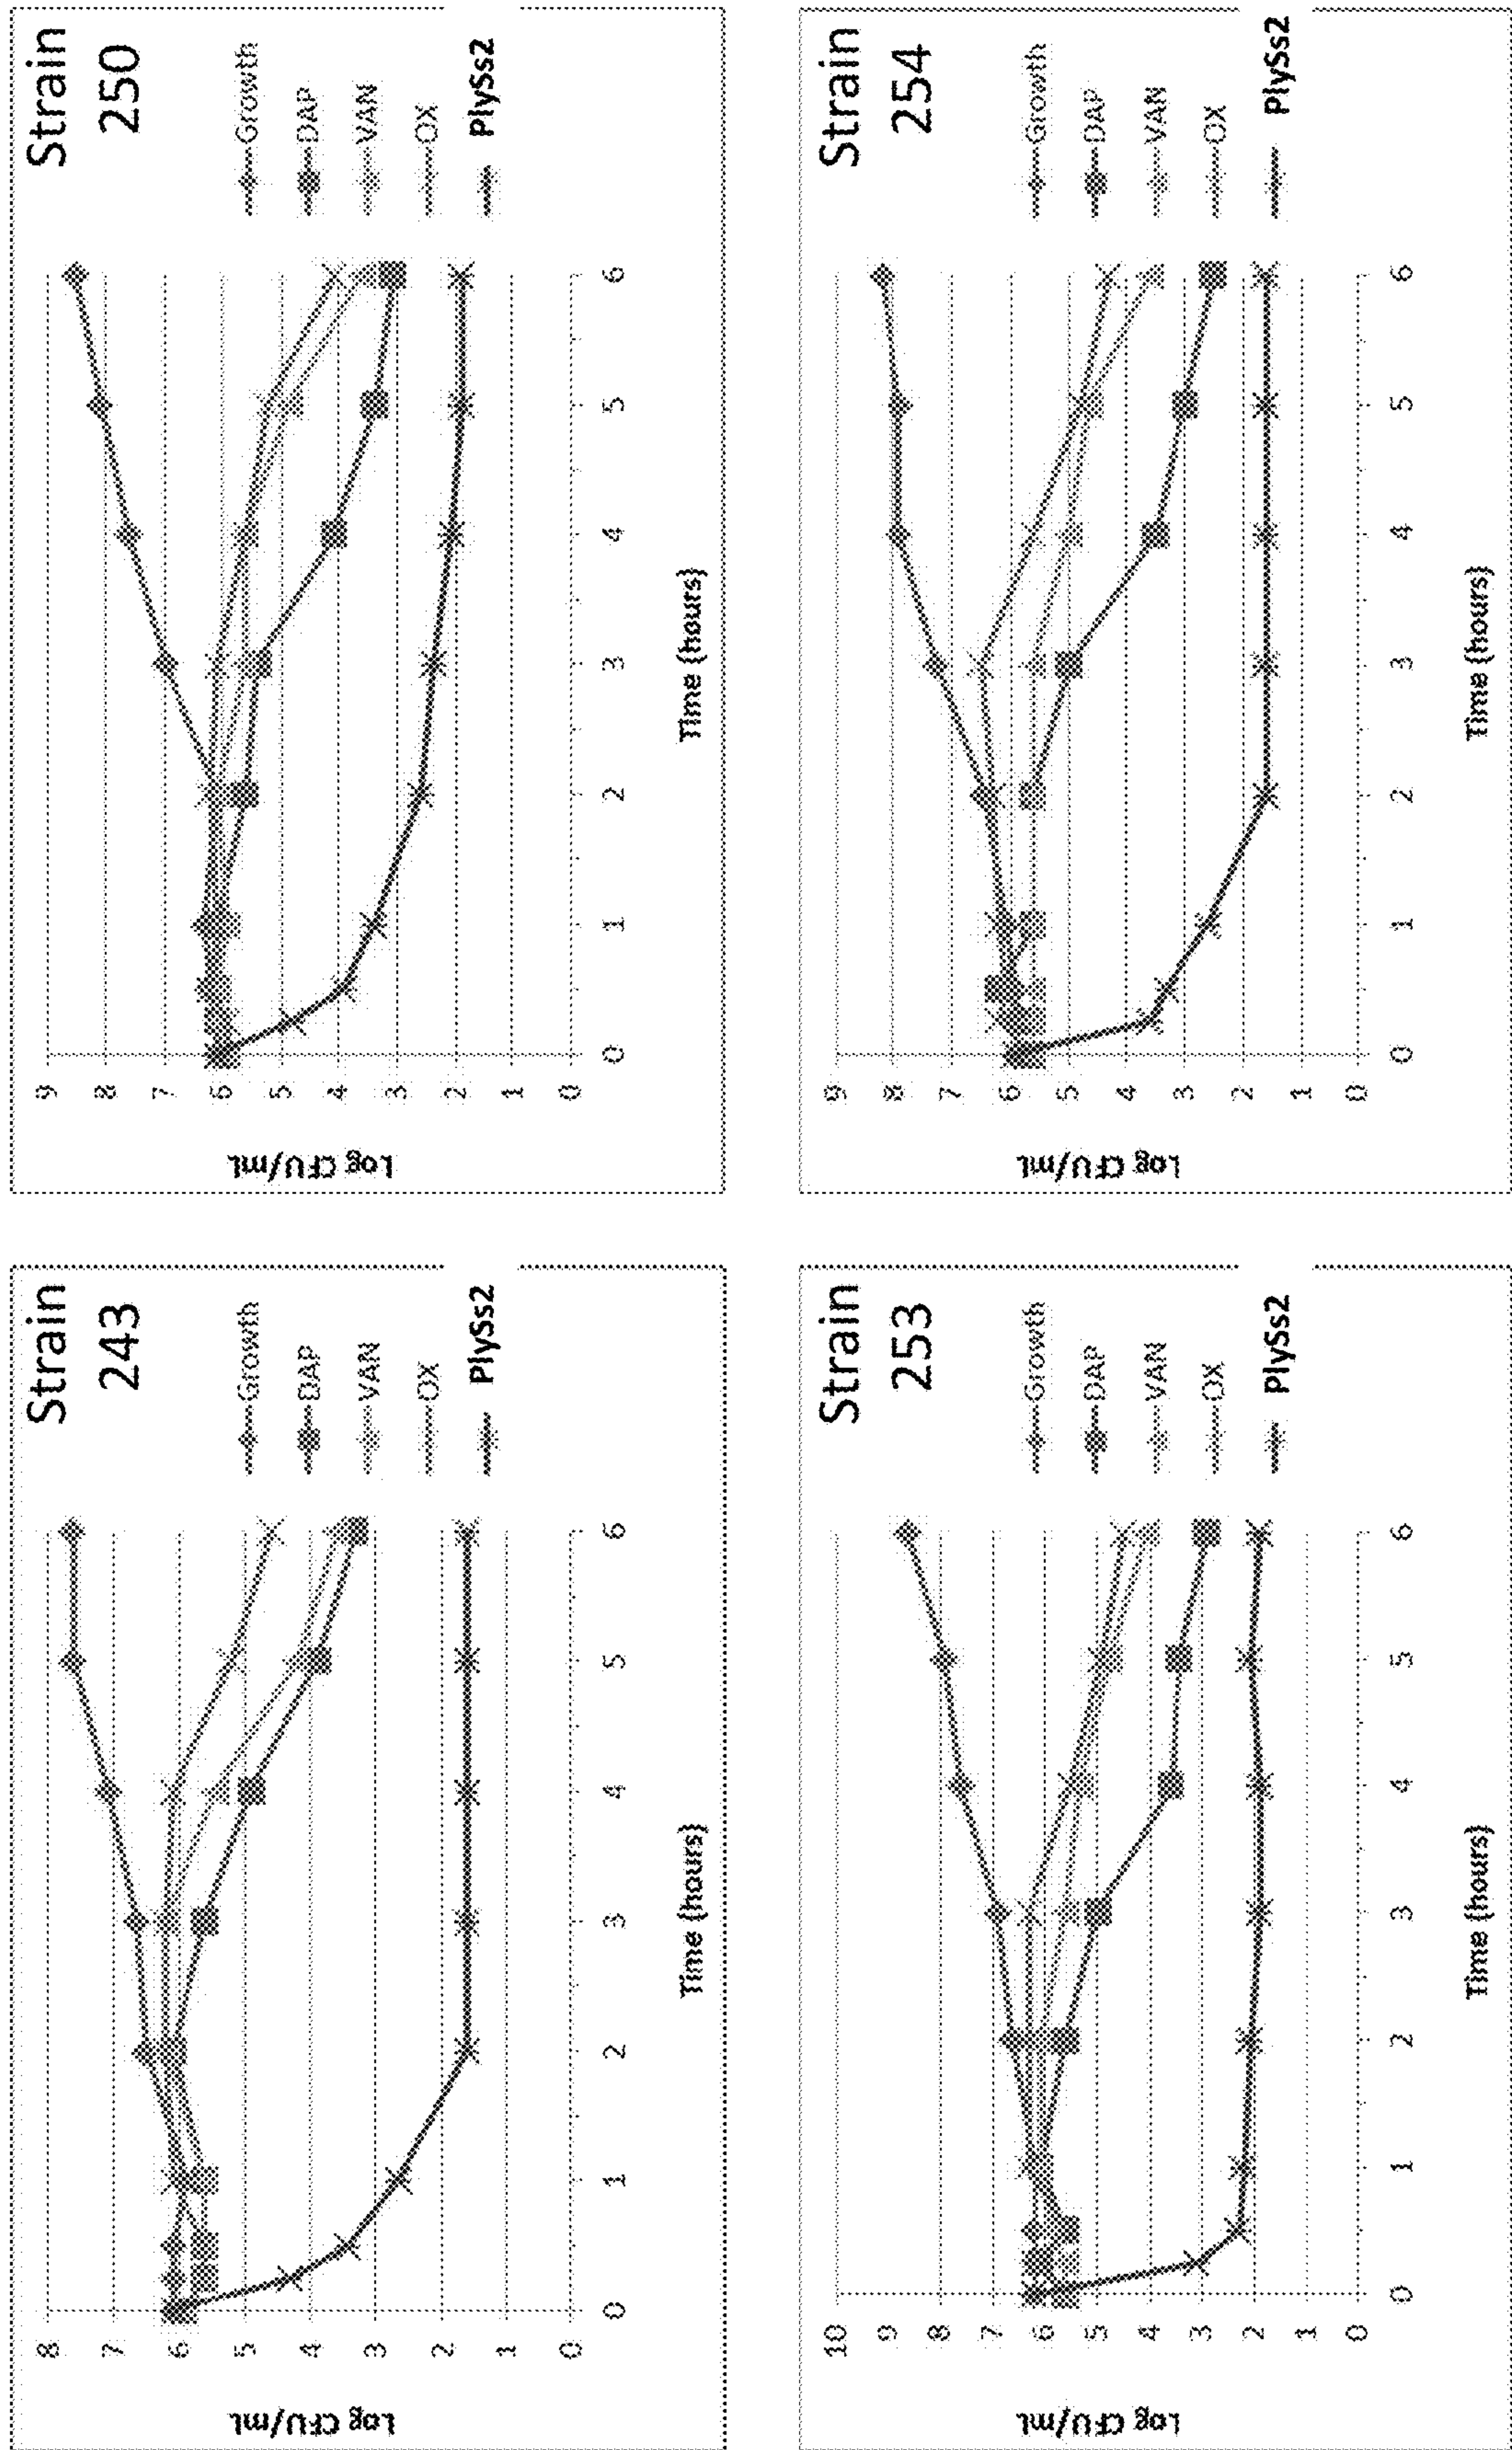 Strain
243
8
7
6
5
4
3
2
1
0
Log CFU/mL
0 1 2 3 4 5 6
Time (hours)
Growth
DAP
VAN
OX
PlySs2
Strain
250
9
8
7
6
5
4
3
2
1
0
Log CFU/mL
0 1 2 3 4 5 6
Time (hours)
Growth
DAP
VAN
OX
PlySs2
Strain
253
10
9
8
7
6
5
4
3
2
1
0
Log CFU/mL
0 1 2 3 4 5 6
Time (hours)
Growth
DAP
VAN
OX
PlySs2
Strain
254
9
8
7
6
5
4
3
2
1
0
Log CFU/mL
0 1 2 3 4 5 6
Time (hours)
Growth
DAP
VAN
OX
PlySs2